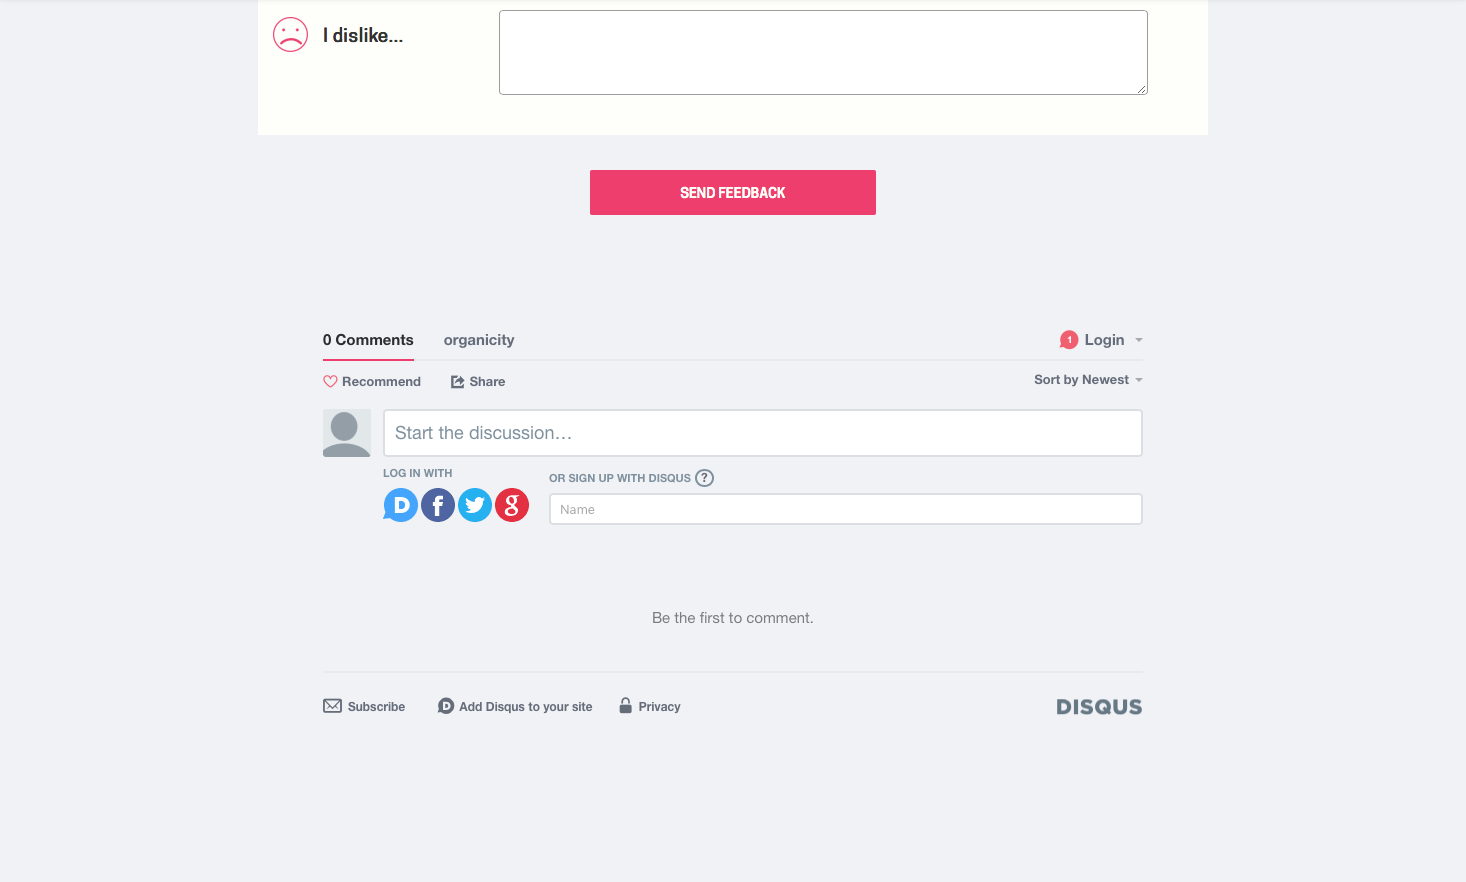 I dislike...
SEND FEEDBACK
0 Comments organicity 1 Login
Recommend Share Sort by Newest
Start the discussion…
LOG IN WITH
OR SIGN UP WITH DISQUS ?
D f g
Name
Be the first to comment.
Subscribe D Add Disqus to your site Privacy DISQUS